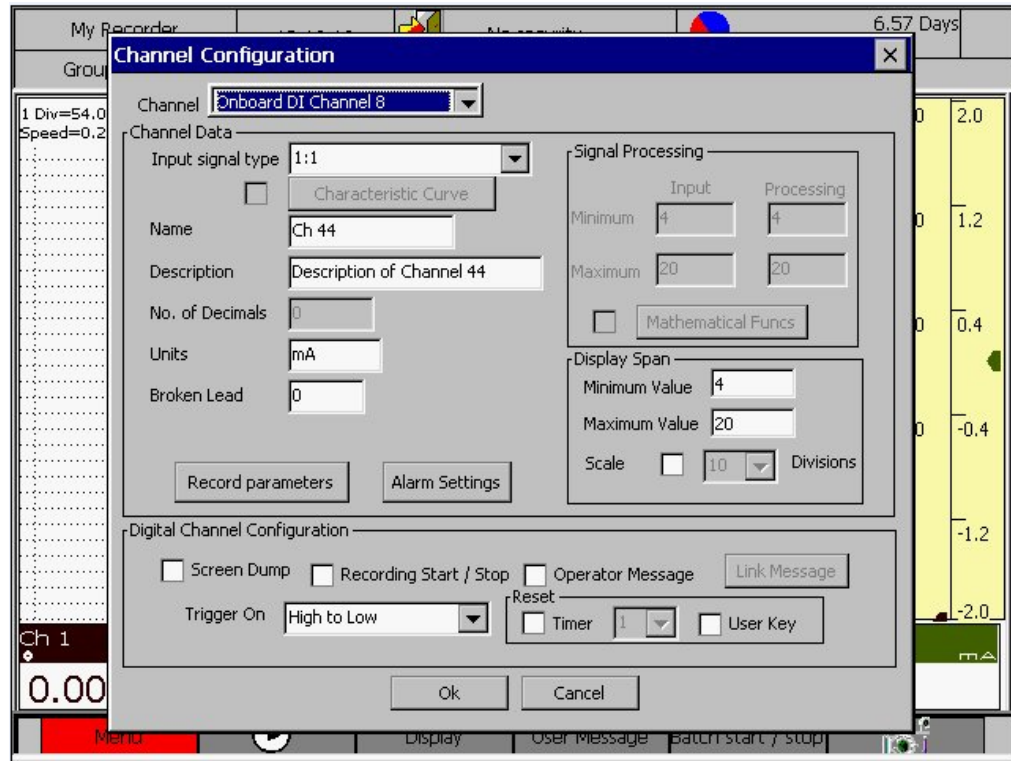 My Recorder
6.57 Days
Channel Configuration
Channel Onboard DI Channel 8
1 Div=54.0
Speed=0.2
Channel Data
Input signal type 1:1
Characteristic Curve
Name Ch 44
Description Description of Channel 44
No. of Decimals 0
Units mA
Broken Lead 0
Record parameters Alarm Settings
Signal Processing
Input Processing
Minimum 4 4
Maximum 20 20
Mathematical Funcs
Display Span
Minimum Value 4
Maximum Value 20
Scale 10 Divisions
Digital Channel Configuration
Screen Dump Recording Start / Stop Operator Message Link Message
Trigger On High to Low
Reset
Timer 1 User Key
Ok Cancel
2.0
1.2
0.4
-0.4
-1.2
-2.0
Ch 1
mA
0.00
Menu Display User Message Batch start / stop